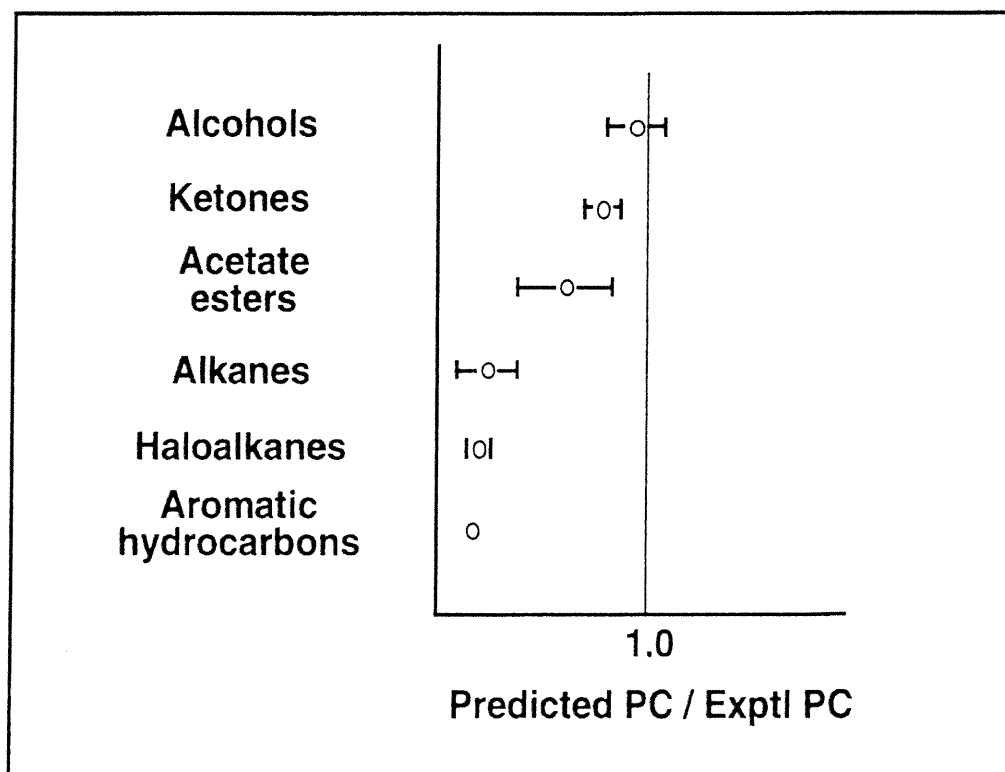 Alcohols
Ketones
Acetate
esters
Alkanes
Haloalkanes
Aromatic
hydrocarbons
1.0
Predicted PC / Exptl PC